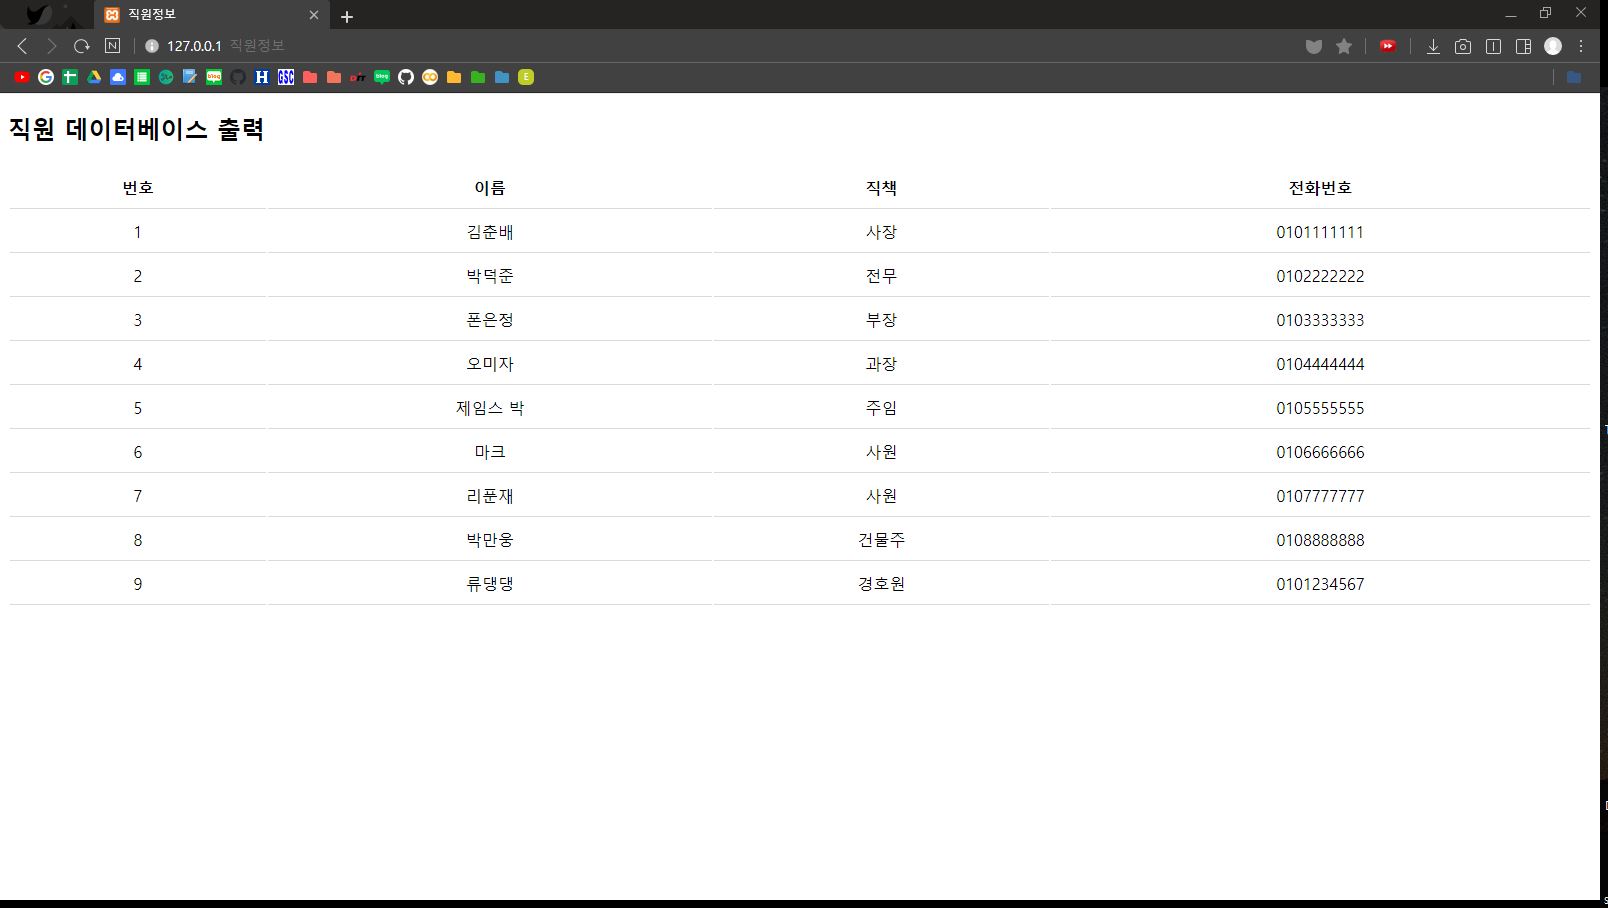 직원정보
127.0.0.1 직원정보
직원 데이터베이스 출력
번호 이름 직책 전화번호
1 김춘배 사장 0101111111
2 박덕준 전무 0102222222
3 폰은정 부장 0103333333
4 오미자 과장 0104444444
5 제임스 박 주임 0105555555
6 마크 사원 0106666666
7 리푼재 사원 0107777777
8 박만웅 건물주 0108888888
9 류댕댕 경호원 0101234567